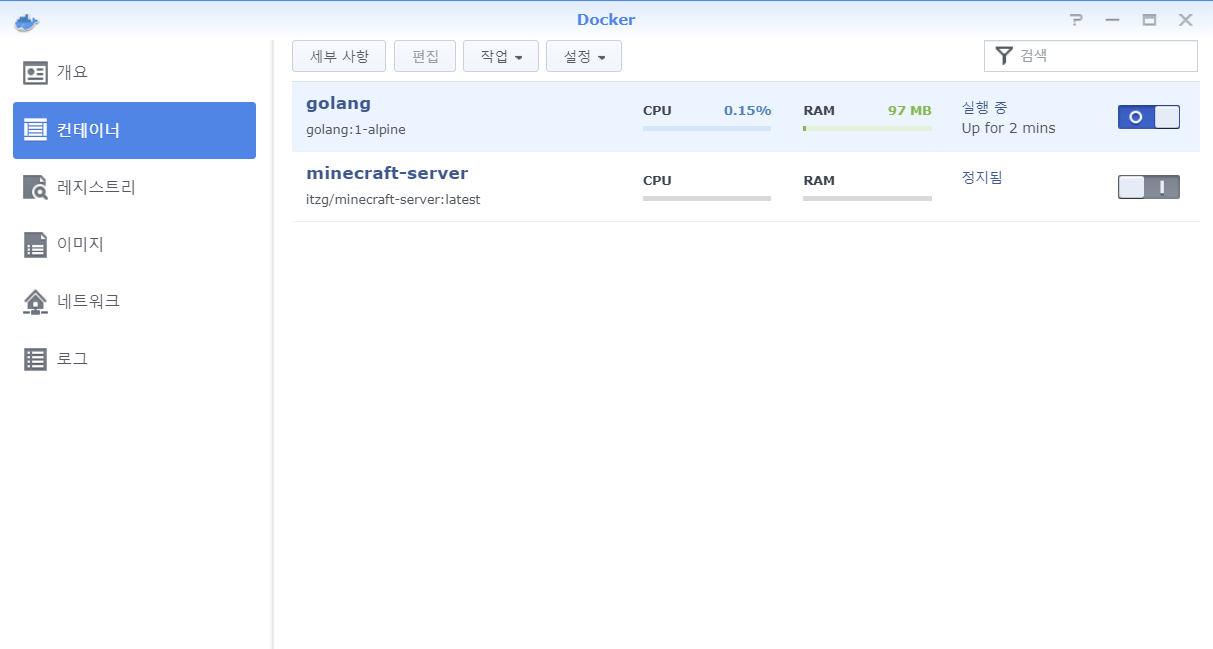 Docker
개요
컨테이너
레지스트리
이미지
네트워크
로그
세부 사항 편집 작업 설정 검색
golang
golang:1-alpine
CPU 0.15%
RAM 97 MB
실행 중
Up for 2 mins
minecraft-server
itzg/minecraft-server:latest
CPU
RAM
정지됨